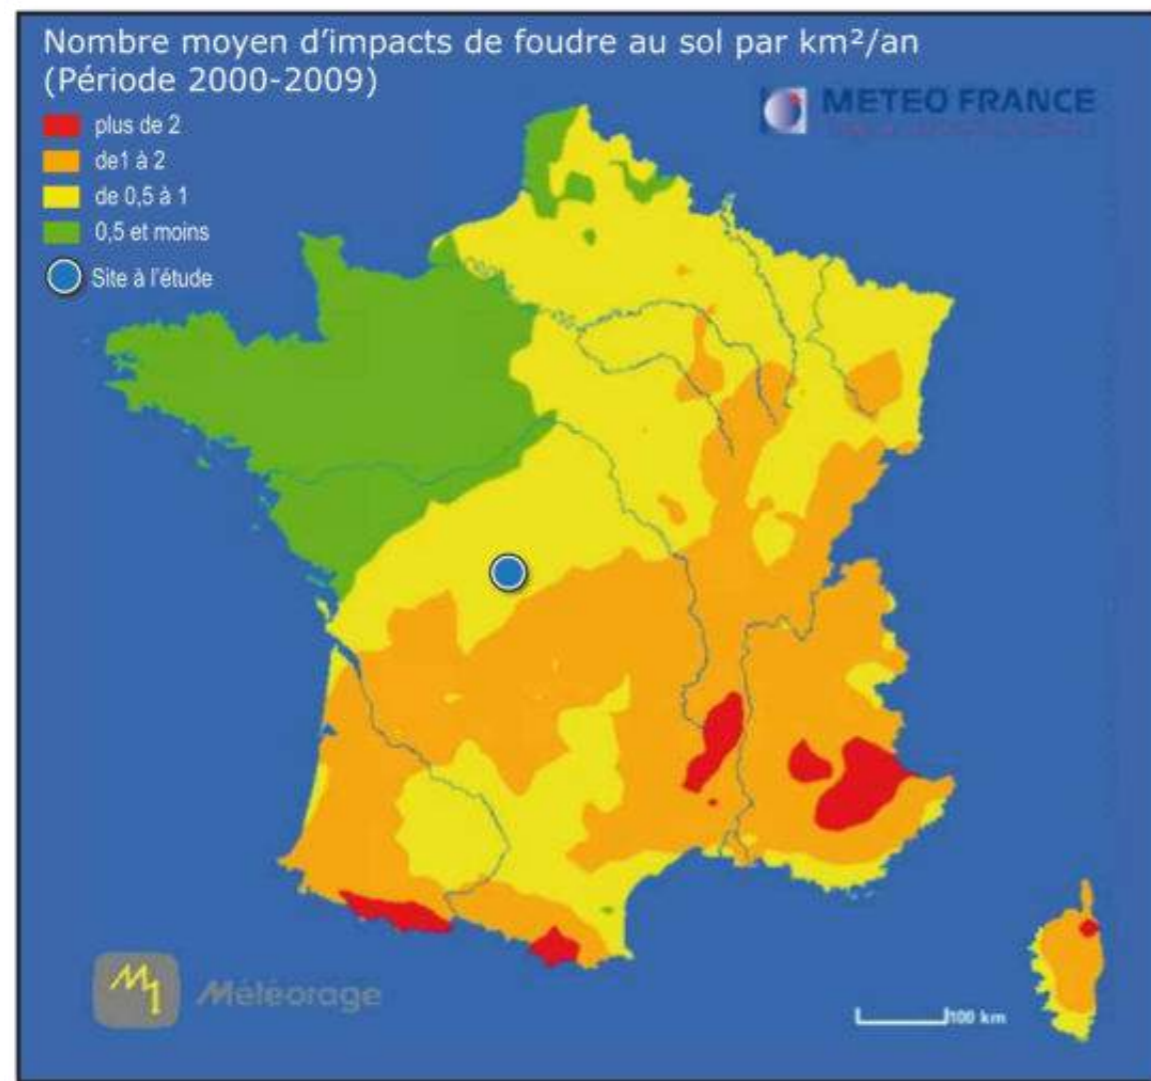 Nombre moyen d’impacts de foudre au sol par km²/an
(Période 2000-2009)
METEO FRANCE
plus de 2
de1 à 2
de 0,5 à 1
0,5 et moins
Site à l’étude
Météorage
100 km